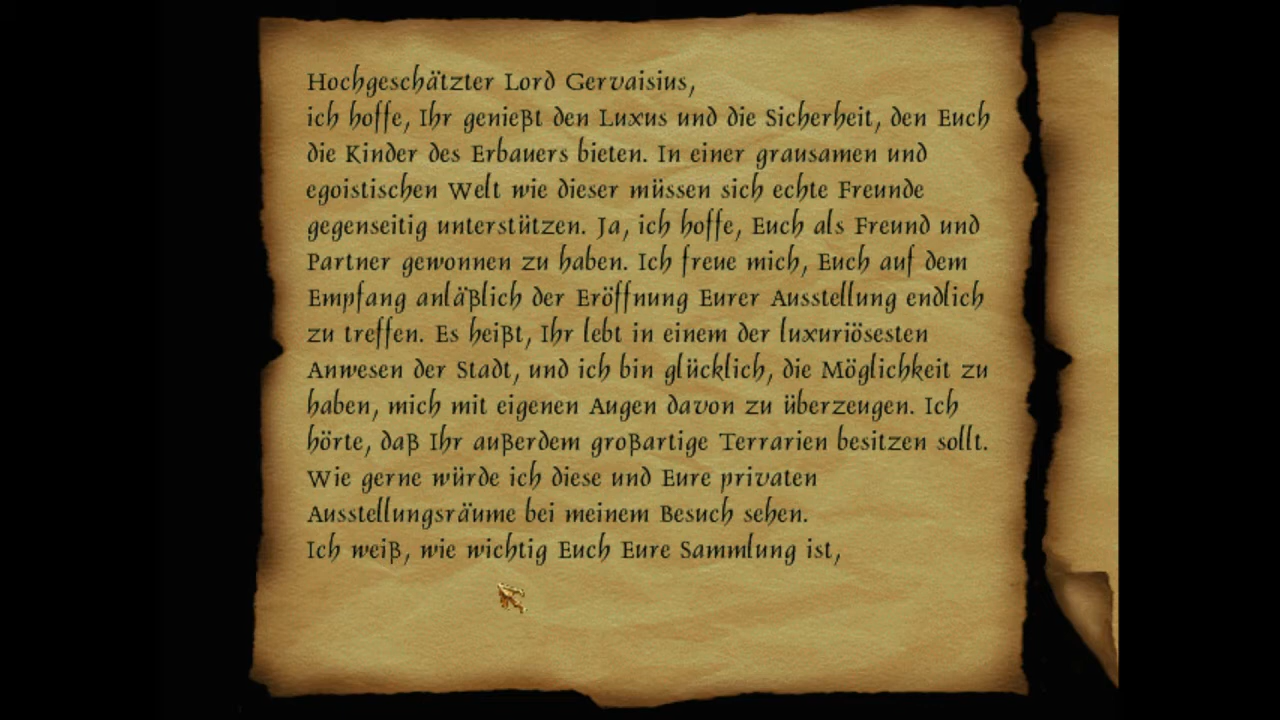 Hochgeschätzter Lord Gervaisius,
ich hoffe, Ihr genießt den Luxus und die Sicherheit, den Euch
die Kinder des Erbauers bieten. In einer grausamen und
egoistischen Welt wie dieser müssen sich echte Freunde
gegenseitig unterstützen. Ja, ich hoffe, Euch als Freund und
Partner gewonnen zu haben. Ich freue mich, Euch auf dem
Empfang anläßlich der Eröffnung Eurer Ausstellung endlich
zu treffen. Es heißt, Ihr lebt in einem der luxuriösesten
Anwesen der Stadt, und ich bin glücklich, die Möglichkeit zu
haben, mich mit eigenen Augen davon zu überzeugen. Ich
hörte, daß Ihr außerdem großartige Terrarien besitzen sollt.
Wie gerne würde ich diese und Eure privaten
Ausstellungsräume bei meinem Besuch sehen.
Ich weiß, wie wichtig Euch Eure Sammlung ist,